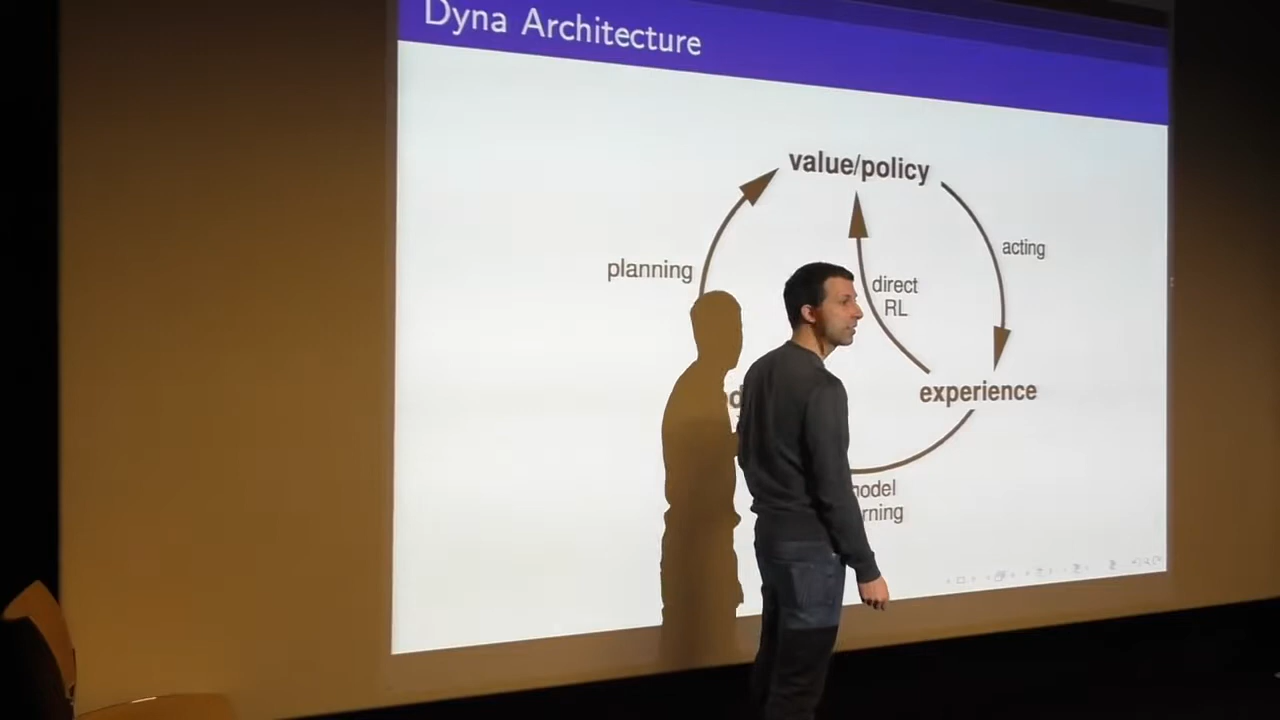 Dyna Architecture
value/policy
planning
acting
direct
RL
experience